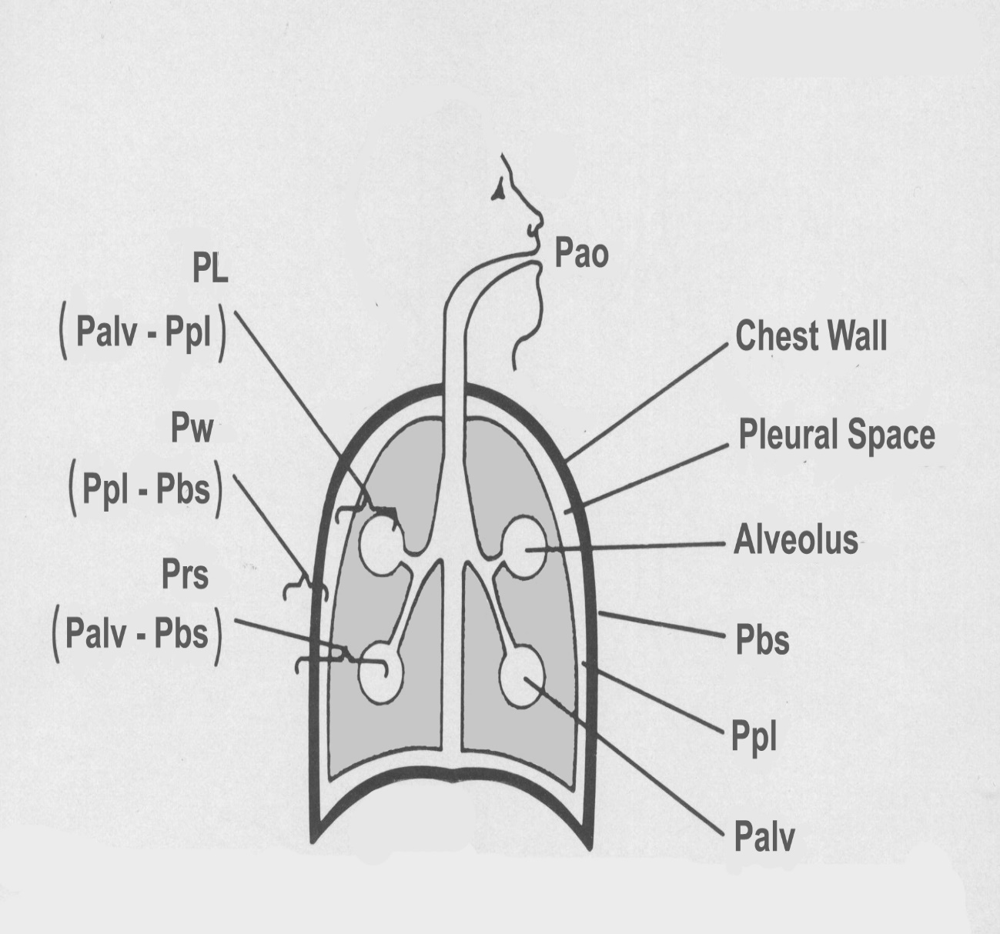 Pao
PL
(Palv - Ppl)
Pw
(Ppl - Pbs)
Prs
(Palv - Pbs)
Chest Wall
Pleural Space
Alveolus
Pbs
Ppl
Palv